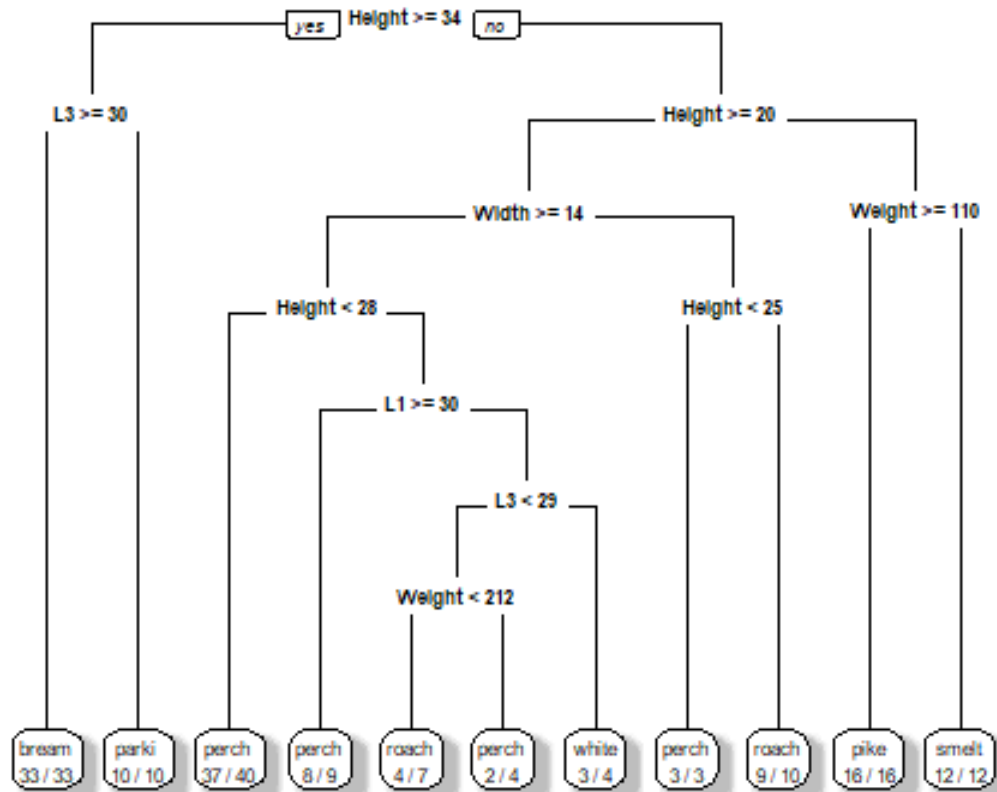 yes Height >= 34 no
L3 >= 30 Height >= 20
Width >= 14 Weight >= 110
Height < 28 Height < 25
L1 >= 30
L3 < 29
Weight < 212
bream parki perch perch roach perch white perch roach pike smelt
33 / 33 10 / 10 37 / 40 8 / 9 4 / 7 2 / 4 3 / 4 3 / 3 9 / 10 16 / 16 12 / 12